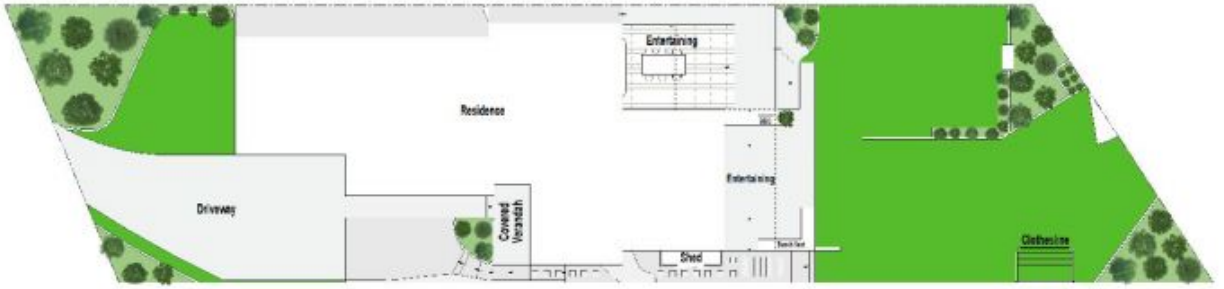 Entertaining
Residence
Entertaining
Driveway
Covered
Verandah
Shed
Clothesline